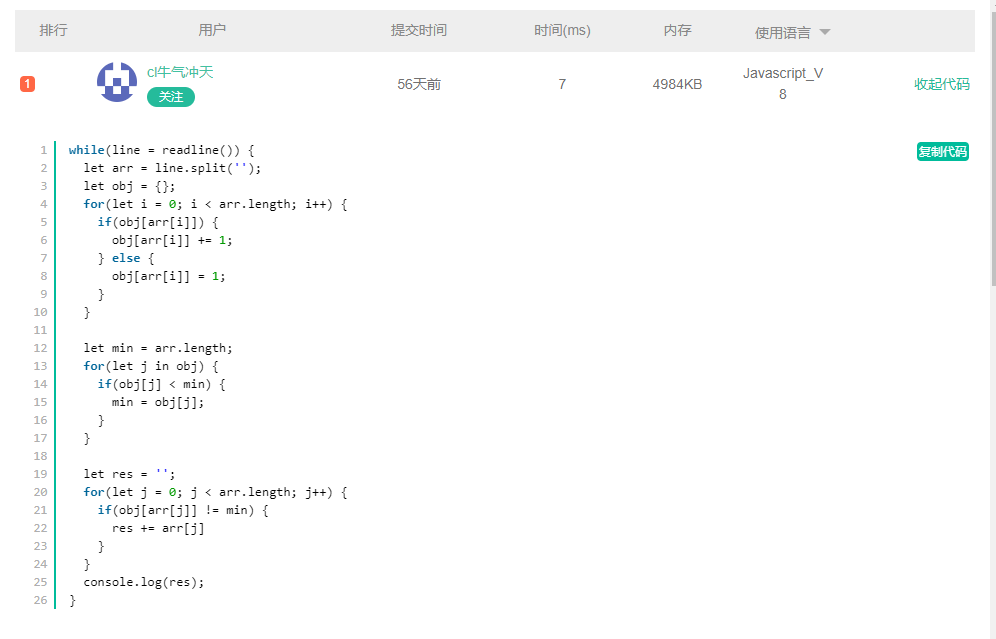 排行 用户 提交时间 时间(ms) 内存 使用语言
1 cl牛气冲天 关注 56天前 7 4984KB Javascript_V8 收起代码
复制代码
1 while(line = readline()) {
2   let arr = line.split('');
3   let obj = {};
4   for(let i = 0; i < arr.length; i++) {
5     if(obj[arr[i]]) {
6       obj[arr[i]] += 1;
7     } else {
8       obj[arr[i]] = 1;
9     }
10   }
11
12   let min = arr.length;
13   for(let j in obj) {
14     if(obj[j] < min) {
15       min = obj[j];
16     }
17   }
18
19   let res = '';
20   for(let j = 0; j < arr.length; j++) {
21     if(obj[arr[j]] != min) {
22       res += arr[j]
23     }
24   }
25   console.log(res);
26 }